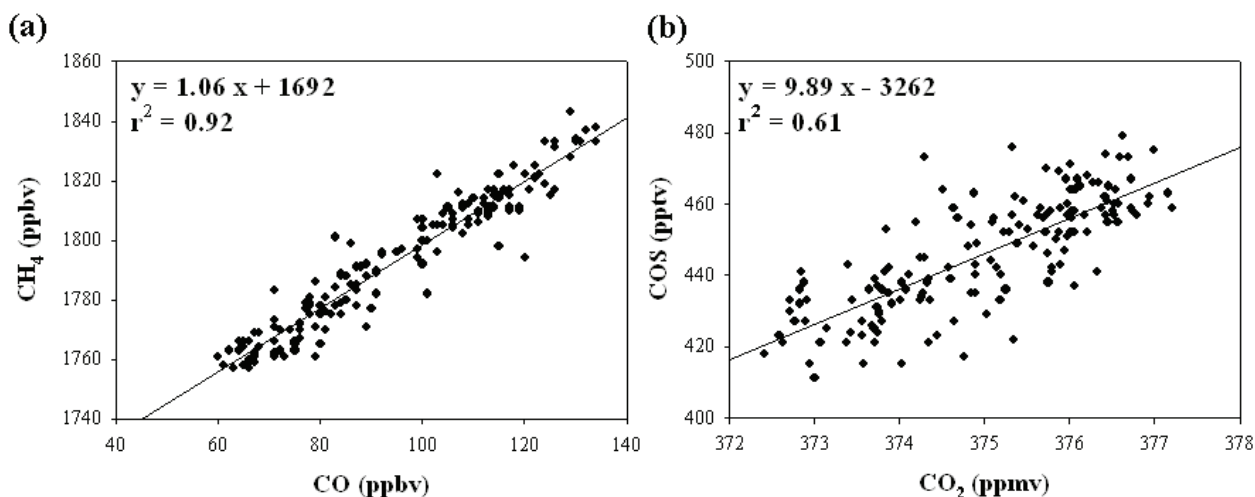 (a)
y = 1.06 x + 1692
r² = 0.92
1860
1840
1820
1800
1780
1760
1740
CH₄ (ppbv)
40 60 80 100 120 140
CO (ppbv)
(b)
y = 9.89 x - 3262
r² = 0.61
500
480
460
440
420
400
COS (pptv)
372 373 374 375 376 377 378
CO₂ (ppmv)